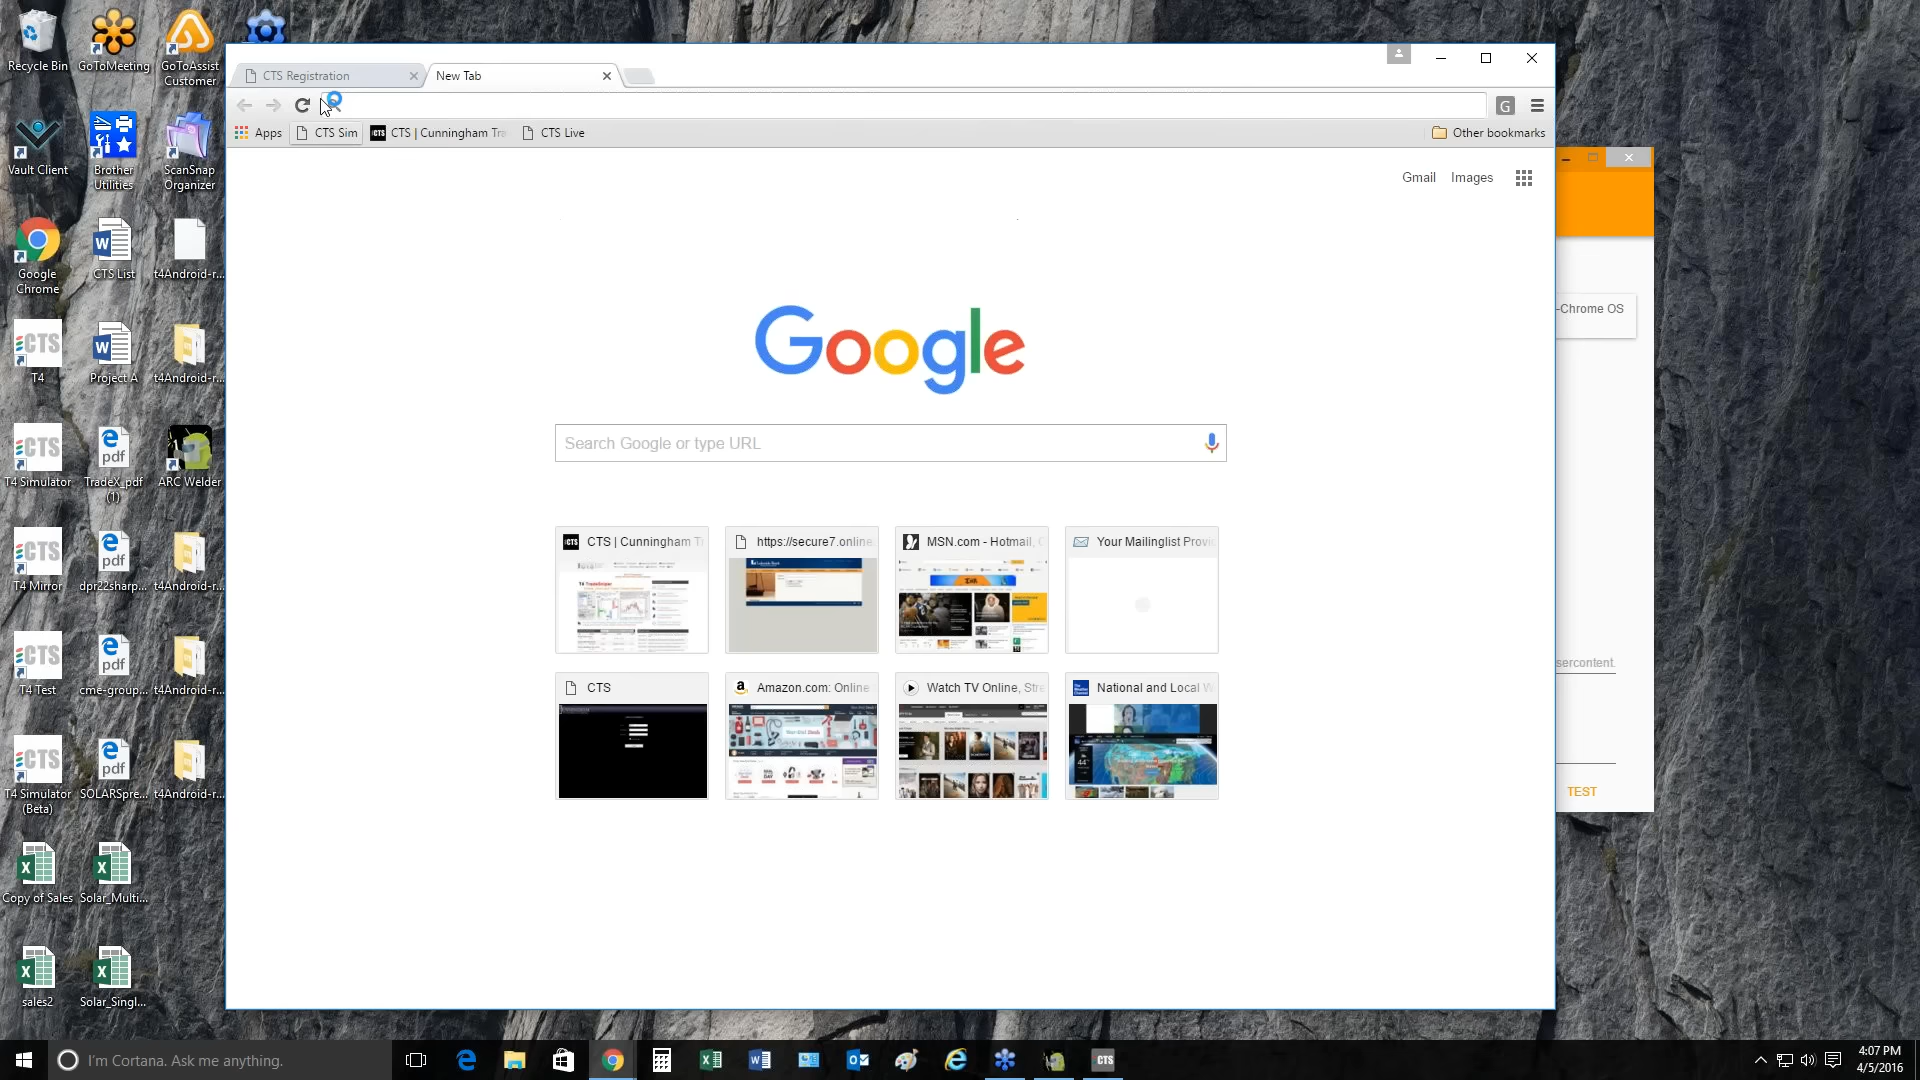 Recycle Bin
GoToMeeting
GoToAssist
Customer
Vault Client
Brother
Utilities
ScanSnap
Organizer
Google
Chrome
CTS List
t4Android-r...
T4
Project A
t4Android-r...
T4 Simulator
TradeX_pdf
(1)
ARC Welder
T4 Mirror
dpr22sharp...
t4Android-r...
T4 Test
cme-group...
t4Android-r...
T4 Simulator
(Beta)
SOLARSpre...
t4Android-r...
Copy of Sales
Solar_Multi...
sales2
Solar_Singl...
CTS Registration
New Tab
Apps
CTS Sim
CTS | Cunningham Tra
CTS Live
Other bookmarks
Gmail
Images
Google
Search Google or type URL
CTS | Cunningham T
https://secure7.online
MSN.com - Hotmail,
Your Mailinglist Provi
CTS
Amazon.com: Online
Watch TV Online, Stre
National and Local W
-Chrome OS
sercontent.
TEST
I'm Cortana. Ask me anything.
4:07 PM
4/5/2016